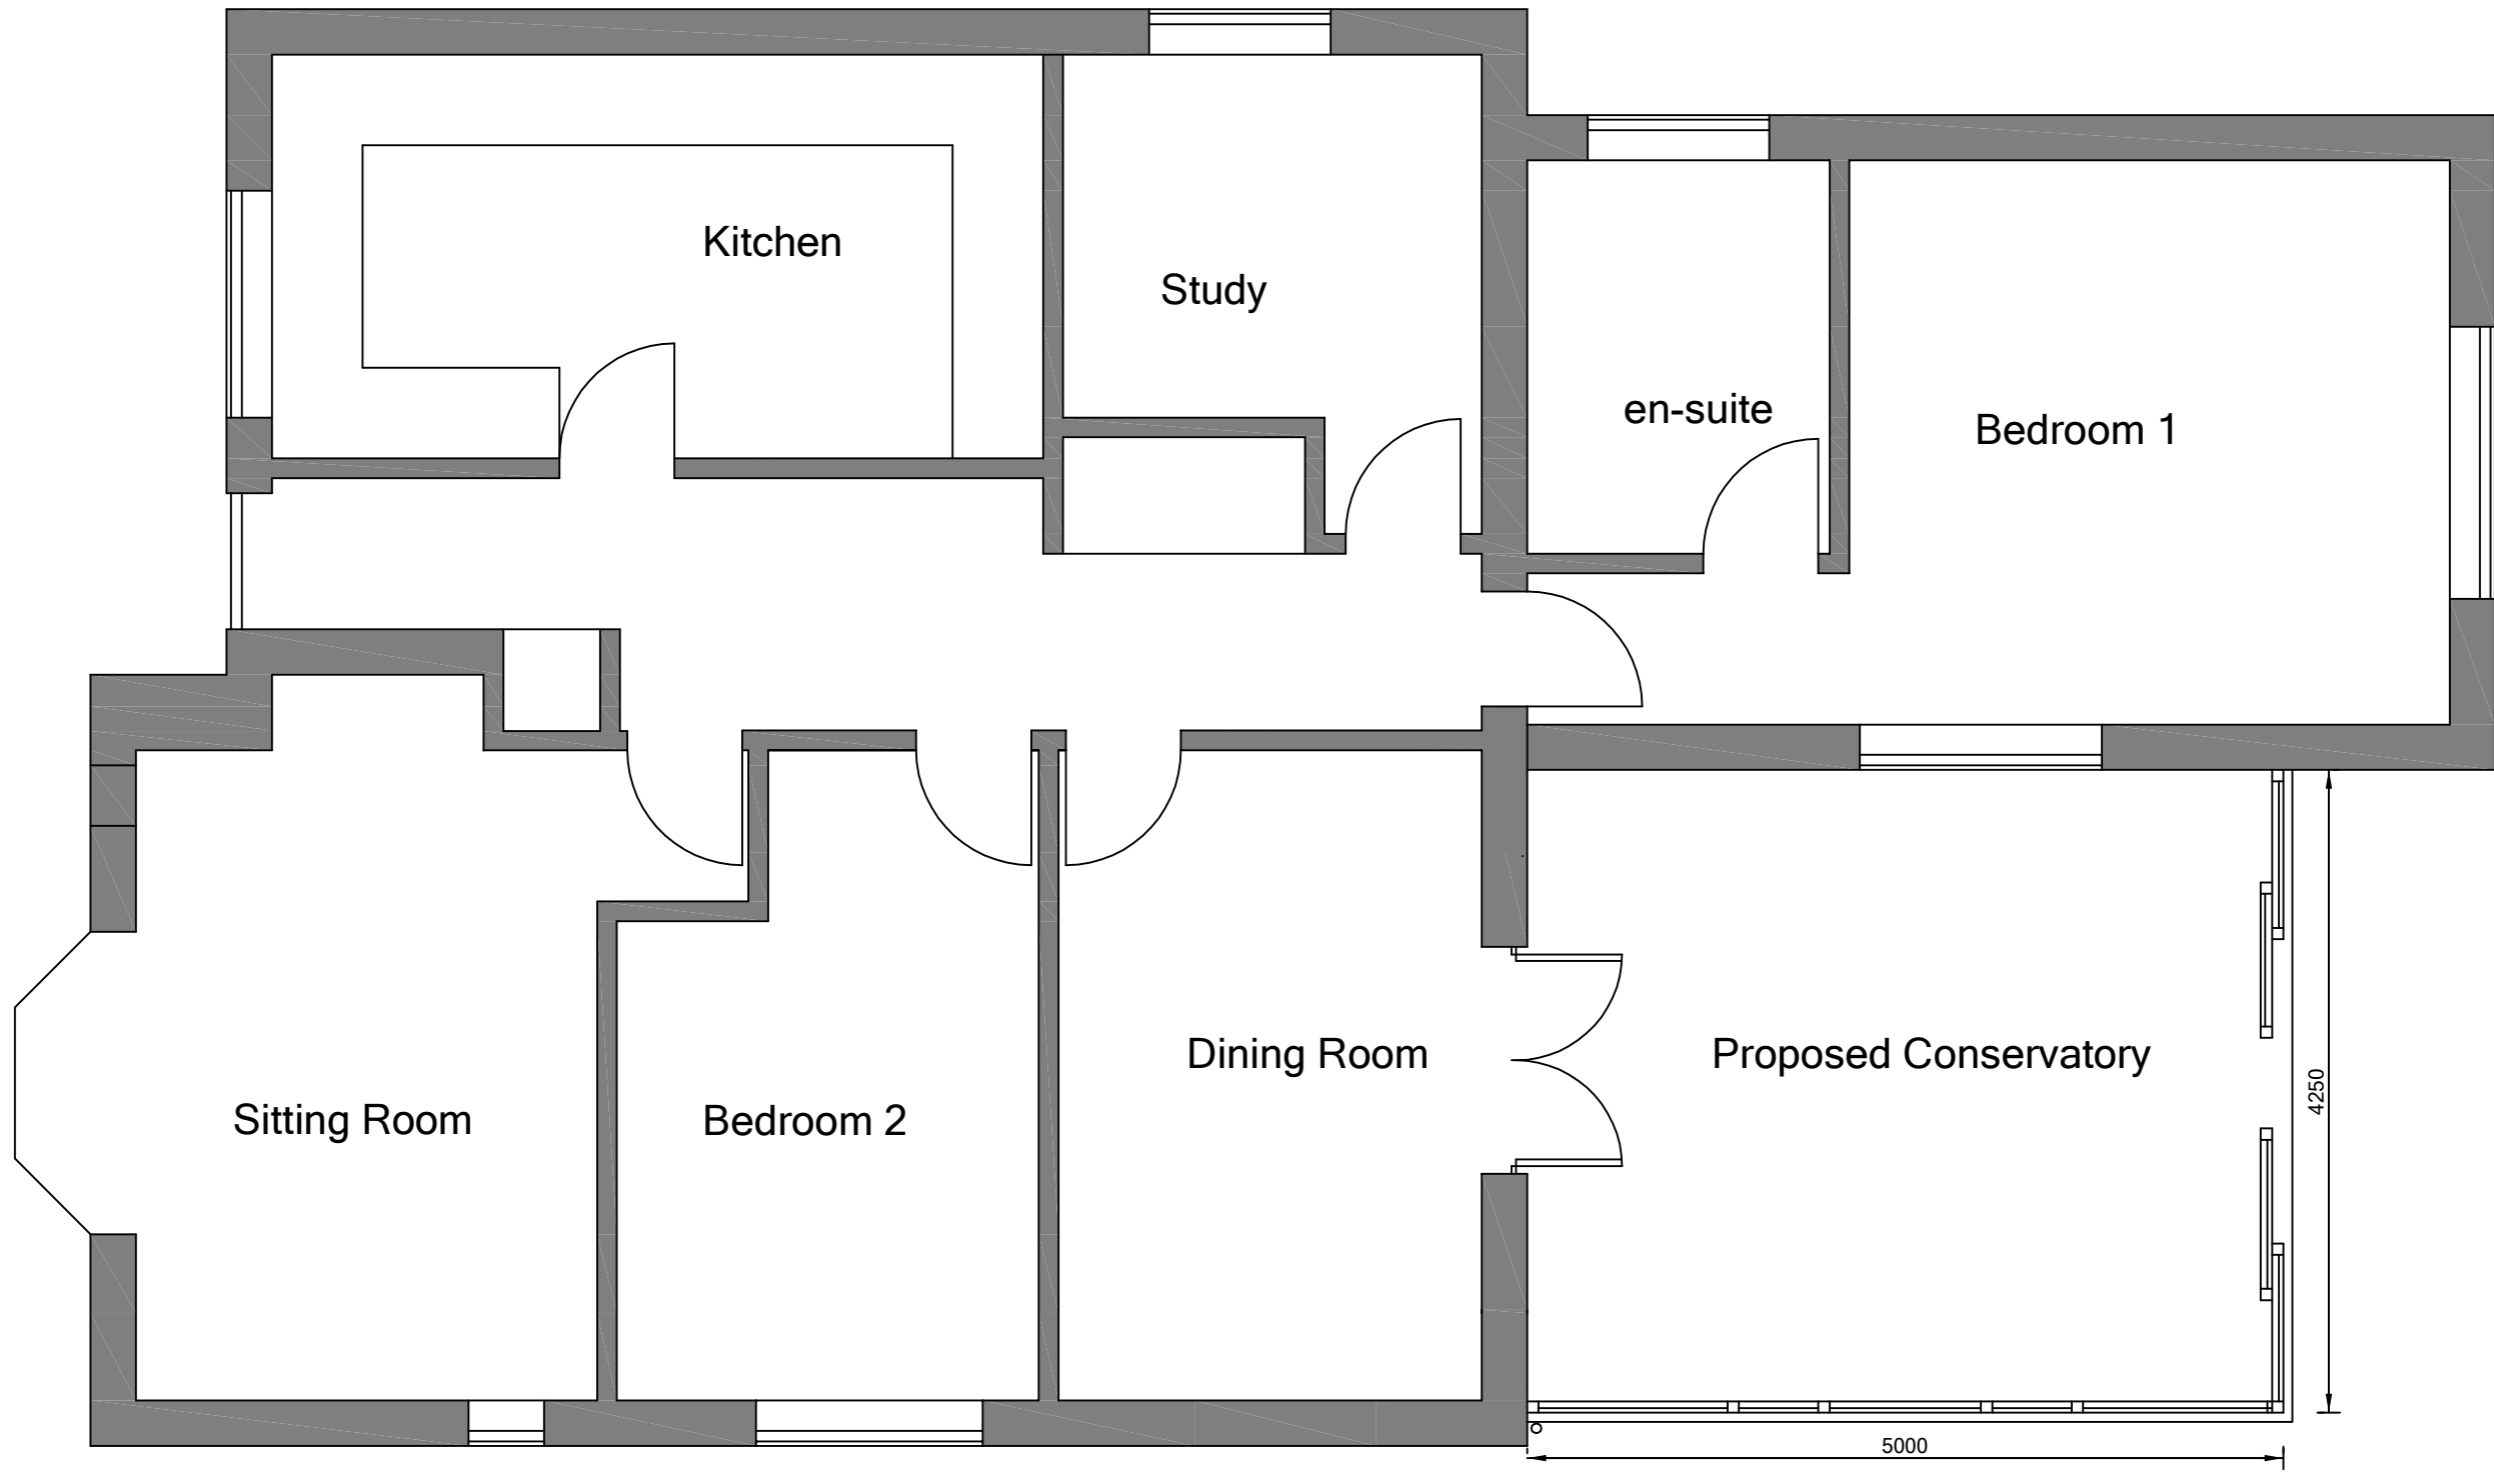 Kitchen
Study
en-suite
Bedroom 1
Sitting Room
Bedroom 2
Dining Room
Proposed Conservatory
4250
5000